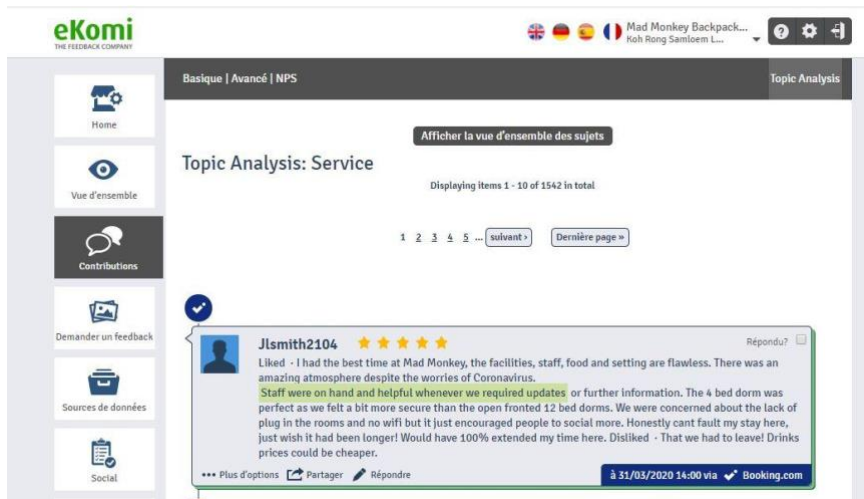 eKomi
THE FEEDBACK COMPANY
Mad Monkey Backpack...
Koh Rong Samloem L...
Basique | Avancé | NPS
Topic Analysis
Home
Afficher la vue d'ensemble des sujets
Topic Analysis: Service
Vue d'ensemble
Displaying items 1 - 10 of 1542 in total
1 2 3 4 5 ... suivant › Dernière page »
Contributions
Demander un feedback
Jlsmith2104
Répondu?
Liked - I had the best time at Mad Monkey, the facilities, staff, food and setting are flawless. There was an
amazing atmosphere despite the worries of Coronavirus.
Staff were on hand and helpful whenever we required updates or further information. The 4 bed dorm was
perfect as we felt a bit more secure than the open fronted 12 bed dorms. We were concerned about the lack of
plug in the rooms and no wifi but it just encouraged people to social more. Honestly cant fault my stay here,
just wish it had been longer! Would have 100% extended my time here. Disliked - That we had to leave! Drinks
prices could be cheaper.
Sources de données
••• Plus d'options Partager Répondre
à 31/03/2020 14:00 via Booking.com
Social